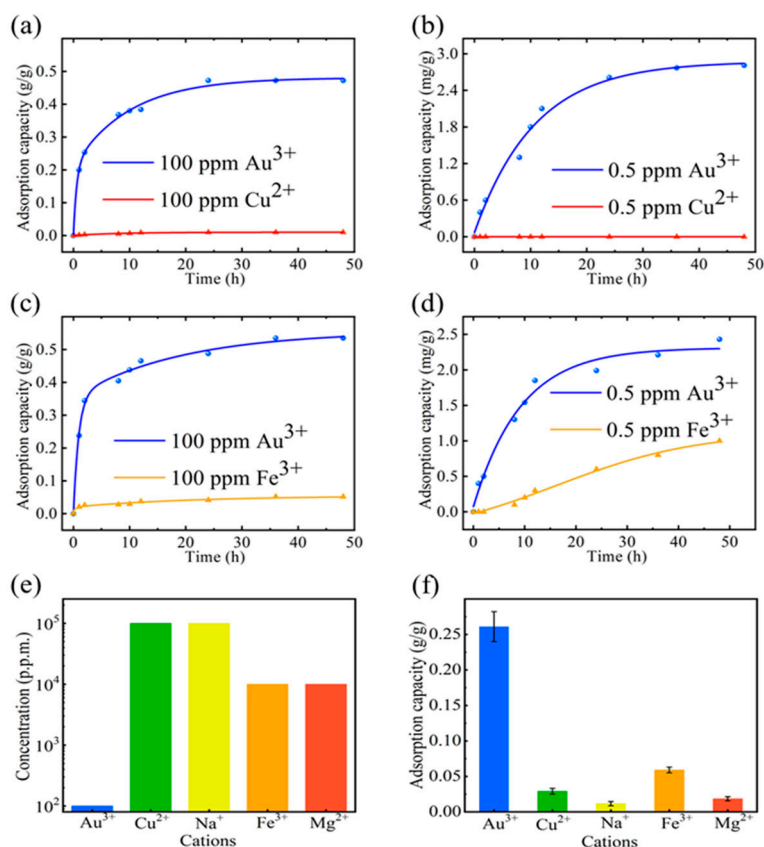 (a)
Adsorption capacity (g/g)
0.5
0.4
0.3
0.2
0.1
0.0
100 ppm Au³⁺
100 ppm Cu²⁺
0 10 20 30 40 50
Time (h)
(b)
Adsorption capacity (mg/g)
3.0
2.4
1.8
1.2
0.6
0.0
0.5 ppm Au³⁺
0.5 ppm Cu²⁺
0 10 20 30 40 50
Time (h)
(c)
Adsorption capacity (g/g)
0.5
0.4
0.3
0.2
0.1
0.0
100 ppm Au³⁺
100 ppm Fe³⁺
0 10 20 30 40 50
Time (h)
(d)
Adsorption capacity (mg/g)
2.5
2.0
1.5
1.0
0.5
0.0
0.5 ppm Au³⁺
0.5 ppm Fe³⁺
0 10 20 30 40 50
Time (h)
(e)
Concentration (p.p.m.)
10⁵
10⁴
10³
10²
Au³⁺ Cu²⁺ Na⁺ Fe³⁺ Mg²⁺
Cations
(f)
Adsorption capacity (g/g)
0.25
0.20
0.15
0.10
0.05
0.00
Au³⁺ Cu²⁺ Na⁺ Fe³⁺ Mg²⁺
Cations